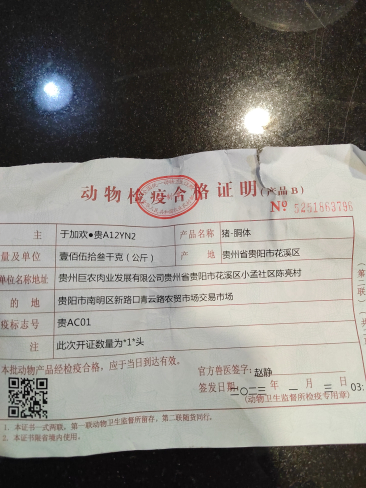 动物检疫合格证明(产品B)
№ 5251863796
主 于加欢●贵A12YN2 产品名称 猪-胴体
量及单位 壹佰伍拾叁千克（公斤） 产 地 贵州省贵阳市花溪区
单位名称地址 贵州巨农肉业发展有限公司贵州省贵阳市花溪区小孟社区陈亮村
的 地 贵阳市南明区新路口青云路农贸市场交易市场
疫标志号 贵AC01
注 此次开证数量为*1*头
本批动物产品经检疫合格，应于当日到达有效。
官方兽医签字：赵静
签发日期：二〇二三年 一 月 三 日 03:
(动物卫生监督所检疫专用章)
1. 本证书一式两联，第一联动物卫生监督所留存，第二联随货同行。
2. 本证书限省境内使用。